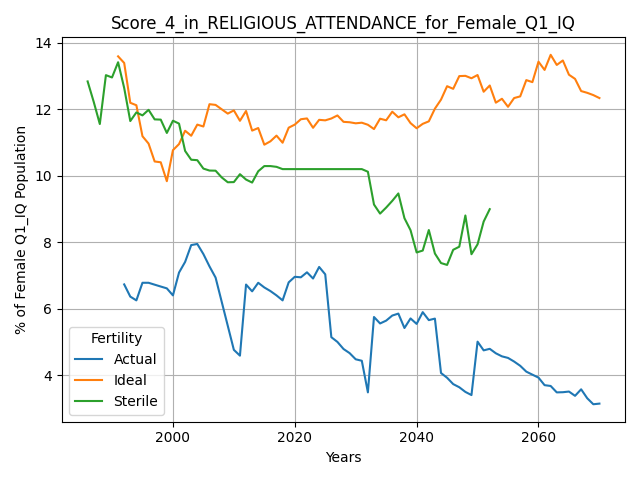 Score_4_in_RELIGIOUS_ATTENDANCE_for_Female_Q1_IQ
14
12
10
8
6
4
% of Female Q1_IQ Population
Fertility
Actual
Ideal
Sterile
2000
2020
2040
2060
Years